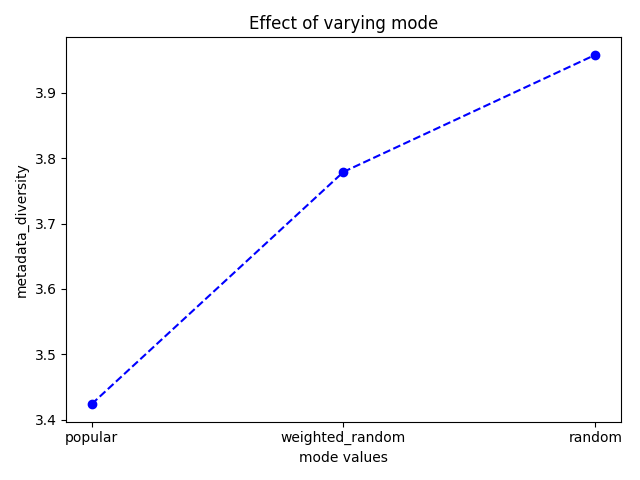 Effect of varying mode
metadata_diversity
3.9
3.8
3.7
3.6
3.5
3.4
popular
weighted_random
random
mode values